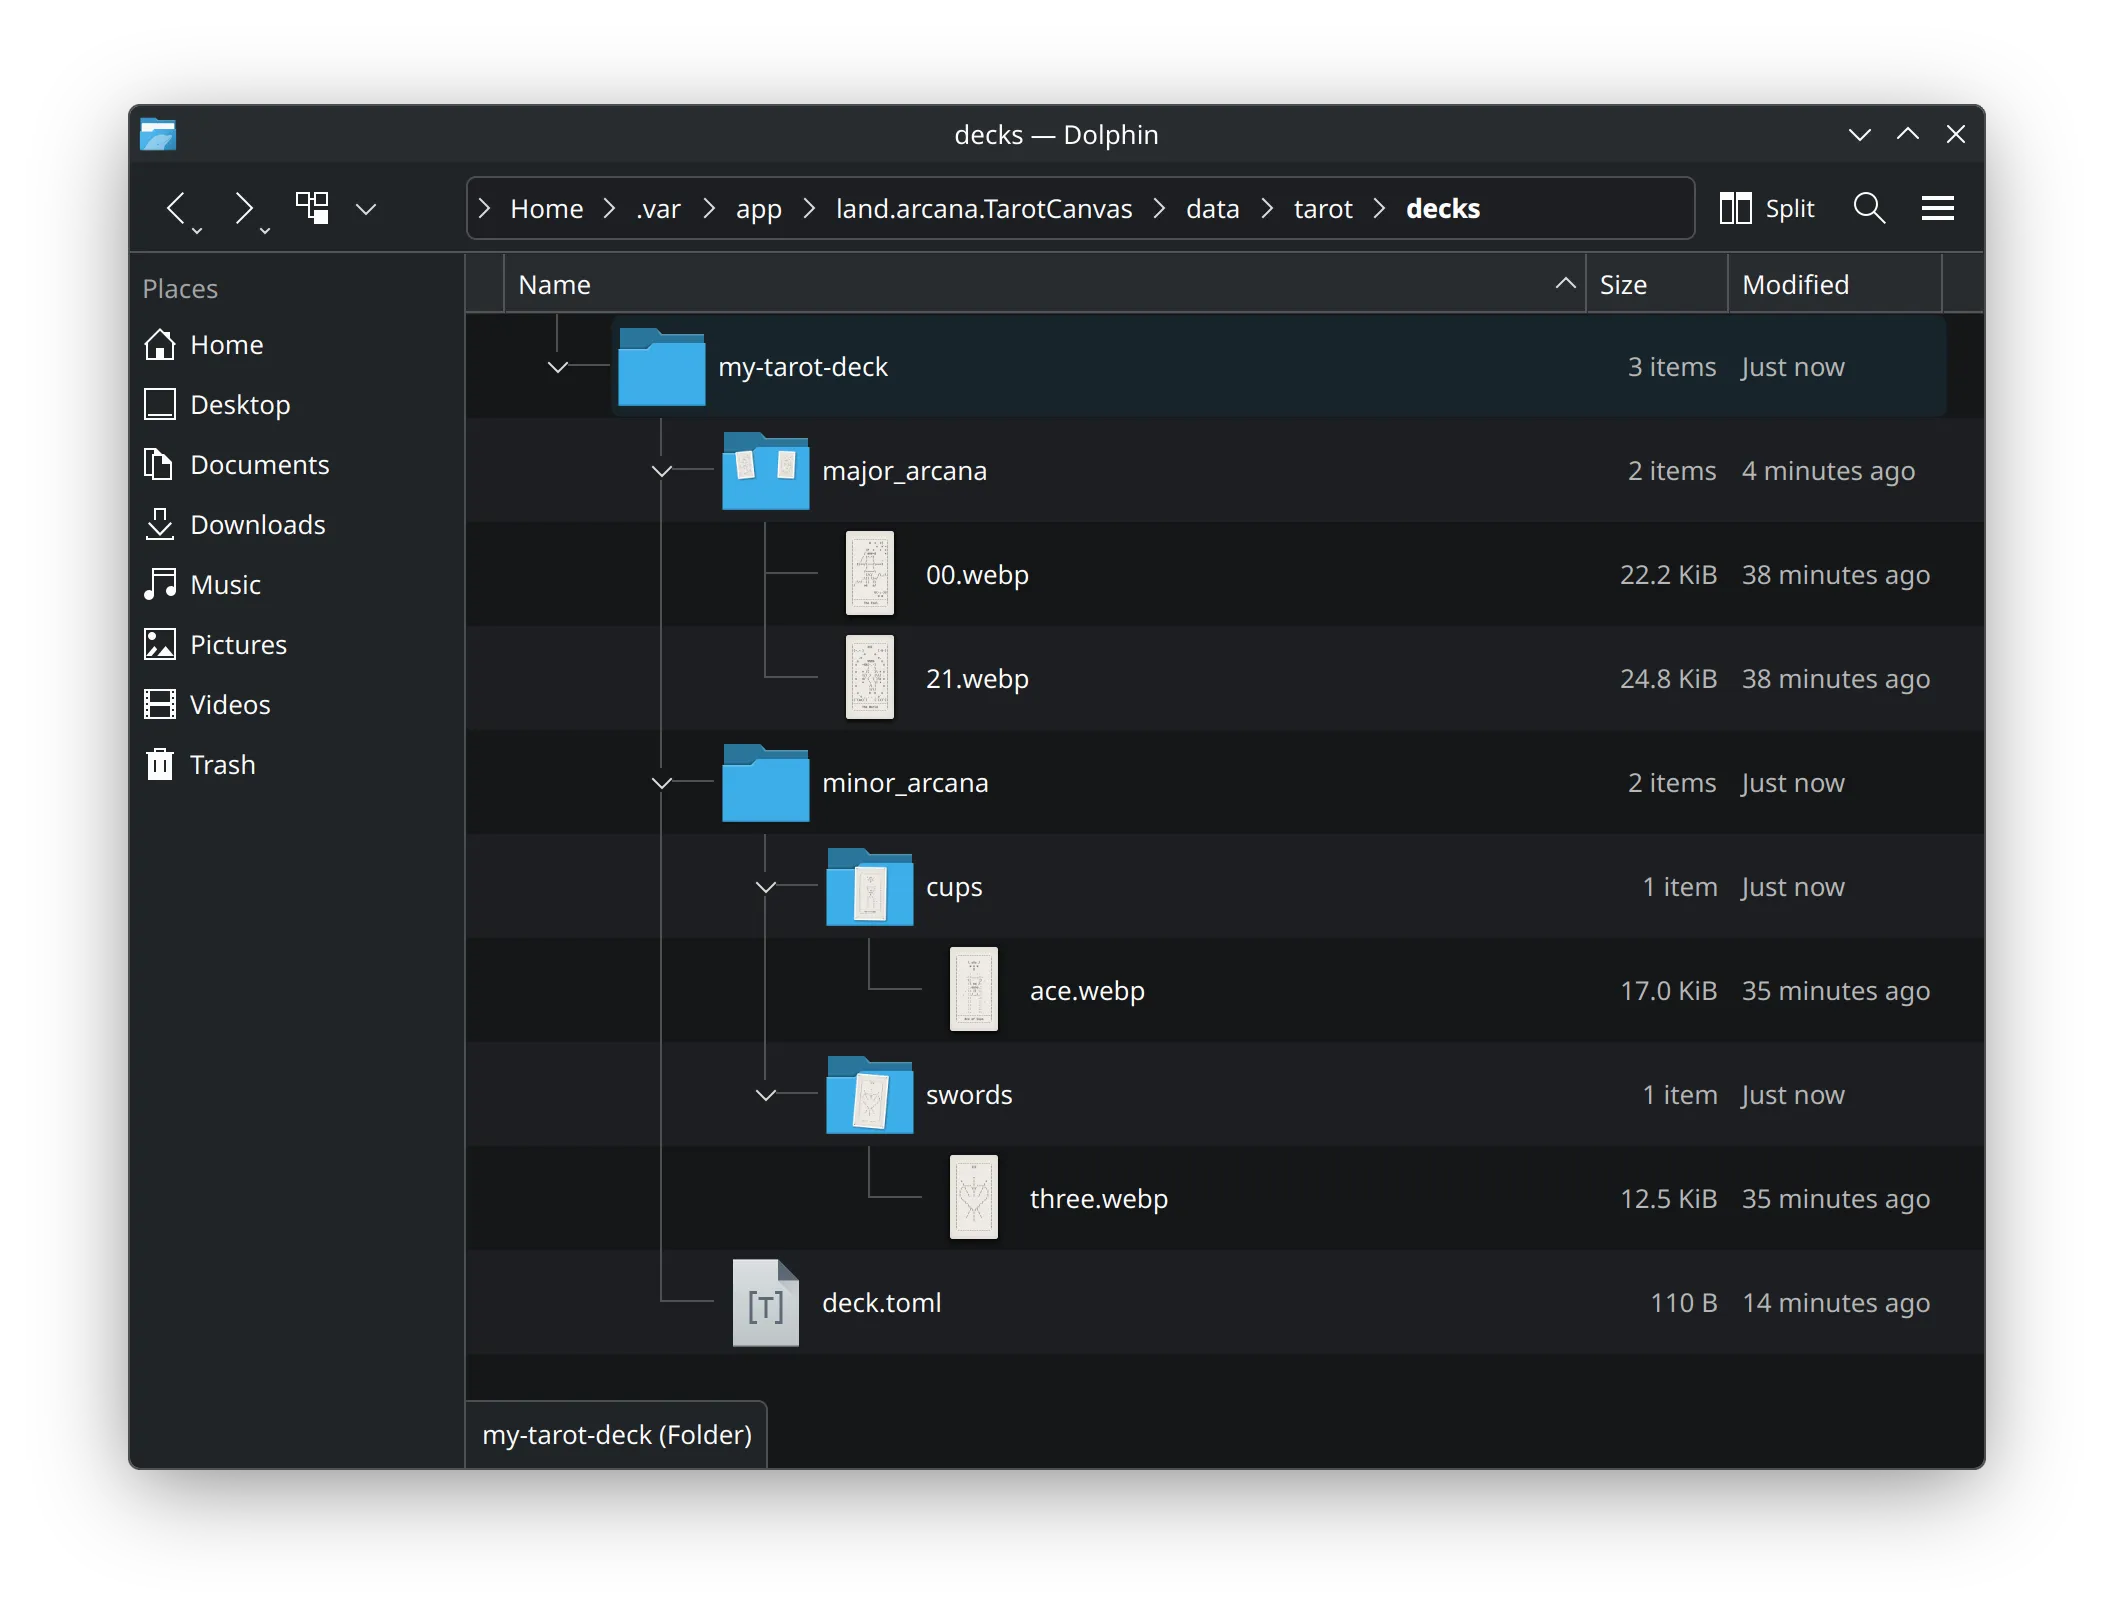 decks — Dolphin
Home .var app land.arcana.TarotCanvas data tarot decks Split
Places
Home
Desktop
Documents
Downloads
Music
Pictures
Videos
Trash
Name Size Modified
my-tarot-deck 3 items Just now
major_arcana 2 items 4 minutes ago
00.webp 22.2 KiB 38 minutes ago
21.webp 24.8 KiB 38 minutes ago
minor_arcana 2 items Just now
cups 1 item Just now
ace.webp 17.0 KiB 35 minutes ago
swords 1 item Just now
three.webp 12.5 KiB 35 minutes ago
[T] deck.toml 110 B 14 minutes ago
my-tarot-deck (Folder)